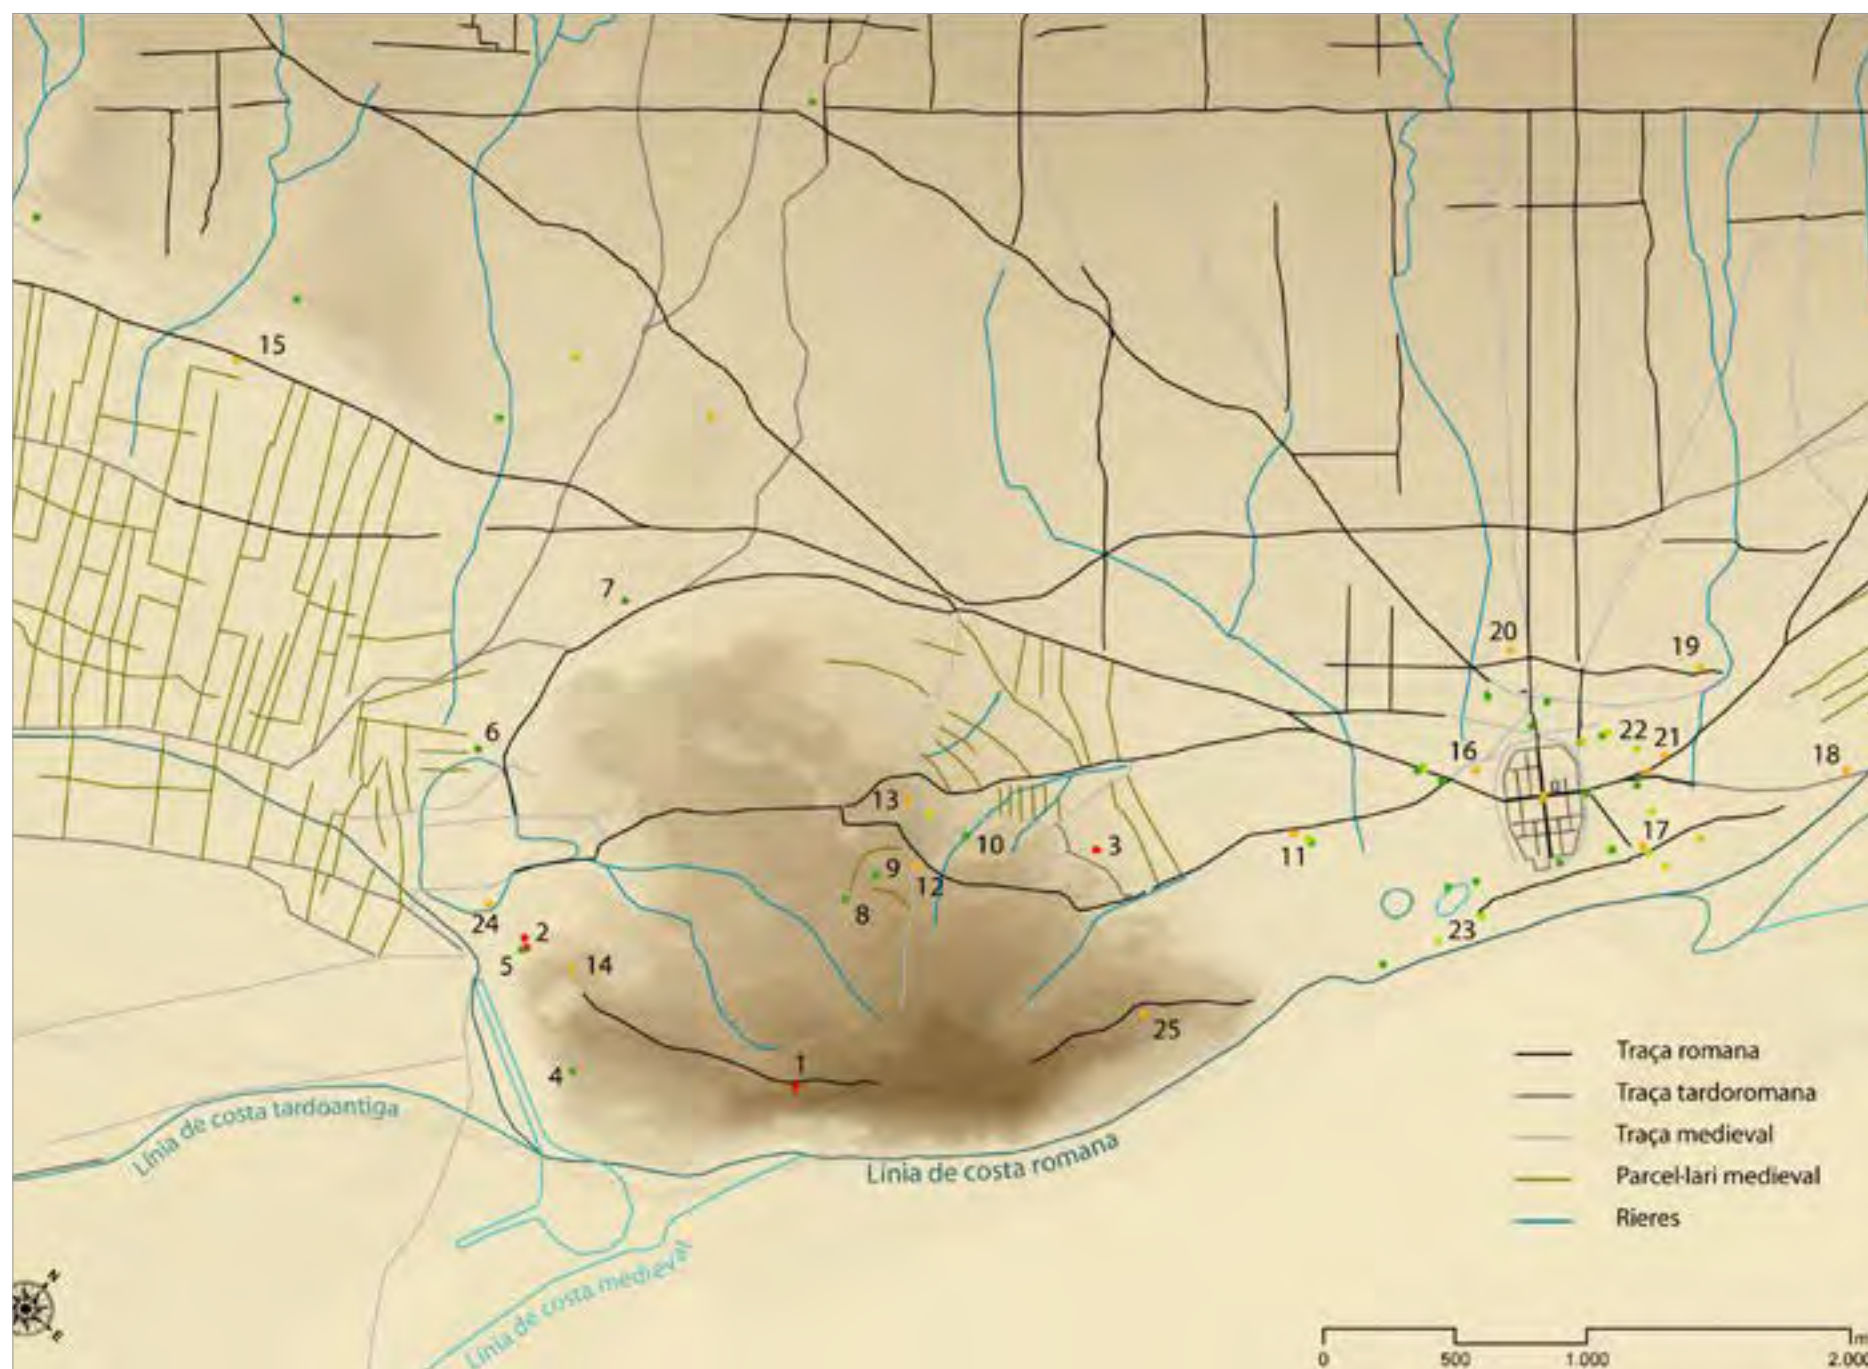 15
7
20
19
6
22
21
16
18
13
10
3
17
9
12
11
8
24
2
23
5
14
25
1
4
Traça romana
Traça tardoromana
Traça medieval
Parcel·lari medieval
Rieres
Línia de costa tardoantiga
Línia de costa romana
Línia de costa medieval
N
E
m
0
500
1.000